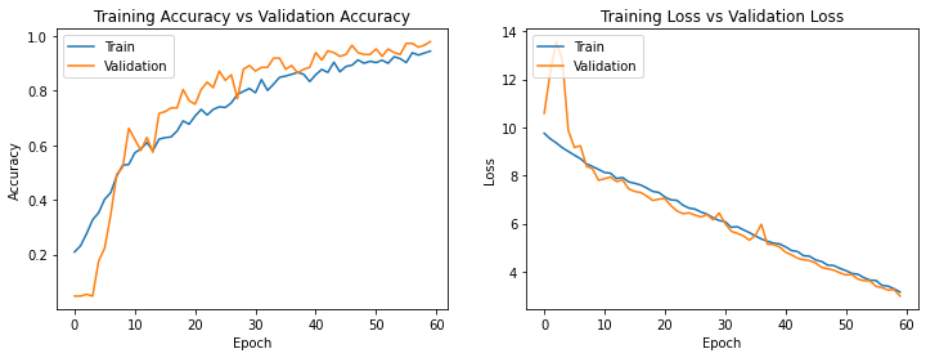 Training Accuracy vs Validation Accuracy
Train
Validation
1.0
0.8
0.6
0.4
0.2
Accuracy
0 10 20 30 40 50 60
Epoch
Training Loss vs Validation Loss
Train
Validation
14
12
10
8
6
4
Loss
0 10 20 30 40 50 60
Epoch